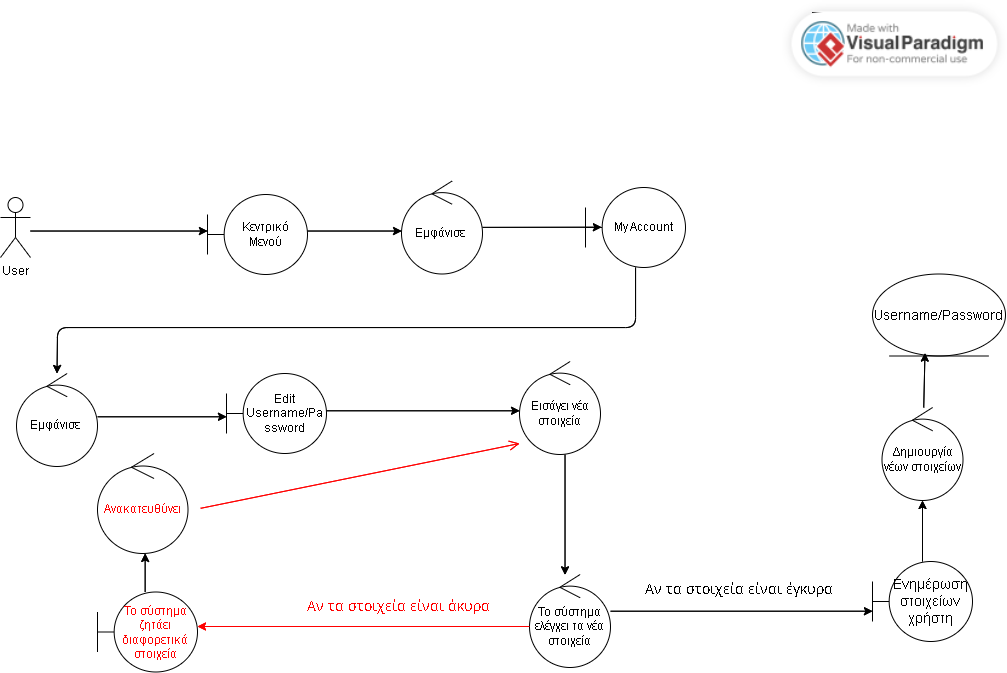 Made with
Visual Paradigm
For non-commercial use
User
Κεντρικό
Μενού
Εμφάνισε
MyAccount
Username/Password
Εμφάνισε
Edit
Username/Pa
ssword
Εισάγει νέα
στοιχεία
Δημιουργία
νέων στοιχείων
Ανακατευθύνει
Το σύστημα
ζητάει
διαφορετικά
στοιχεία
Αν τα στοιχεία είναι άκυρα
Το σύστημα
ελέγχει τα νέα
στοιχεία
Αν τα στοιχεία είναι έγκυρα
Ενημέρωση
στοιχείων
χρήστη